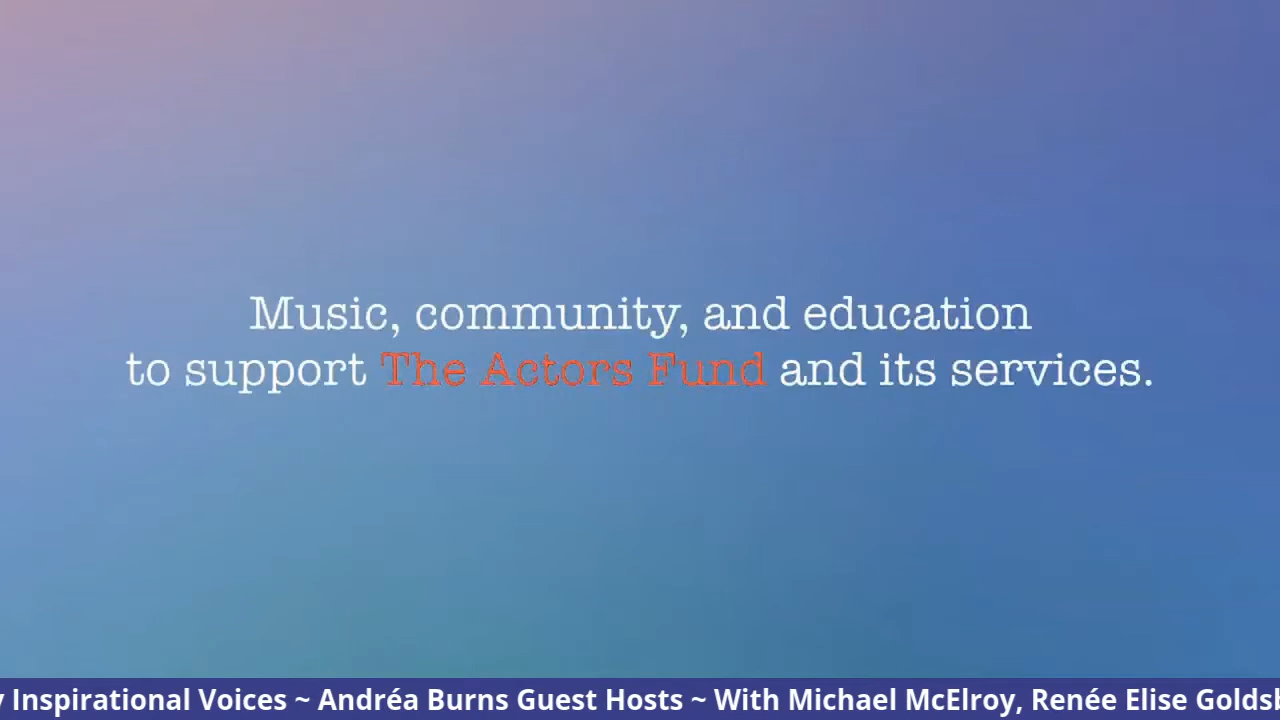 Music, community, and education
to support The Actors Fund and its services.
Inspirational Voices ~ Andréa Burns Guest Hosts ~ With Michael McElroy, Renée Elise